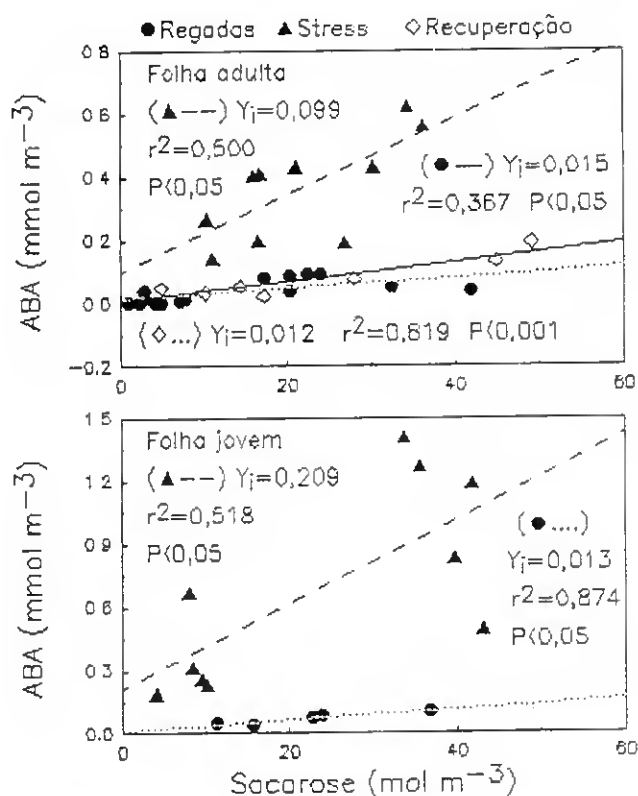 ● Regadas ▲ Stress ◇ Recuperação
0.8
0.6
0.4
0.2
0.0
−0.2
ABA (mmol m−3)
Folha adulta
(▲−−) Yi=0,099
r2=0,500
P<0,05
(●—) Yi=0,015
r2=0,367 P<0,05
(◇...) Yi=0,012 r2=0,819 P<0,001
0 20 40 60
1.5
1.2
0.9
0.6
0.3
0.0
ABA (mmol m−3)
Folha jovem
(▲−−) Yi=0,209
r2=0,518
P<0,05
(●....)
Yi=0,013
r2=0,874
P<0,05
0 20 40 60
Sacarose (mol m−3)